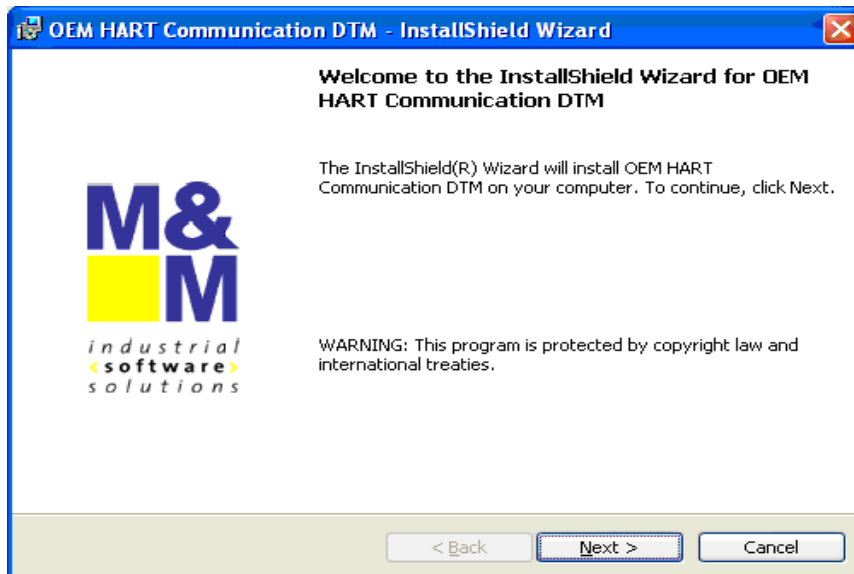 OEM HART Communication DTM - InstallShield Wizard
Welcome to the InstallShield Wizard for OEM
HART Communication DTM
The InstallShield(R) Wizard will install OEM HART
Communication DTM on your computer. To continue, click Next.
M&
M
industrial
<software>
solutions
WARNING: This program is protected by copyright law and
international treaties.
< Back
Next >
Cancel